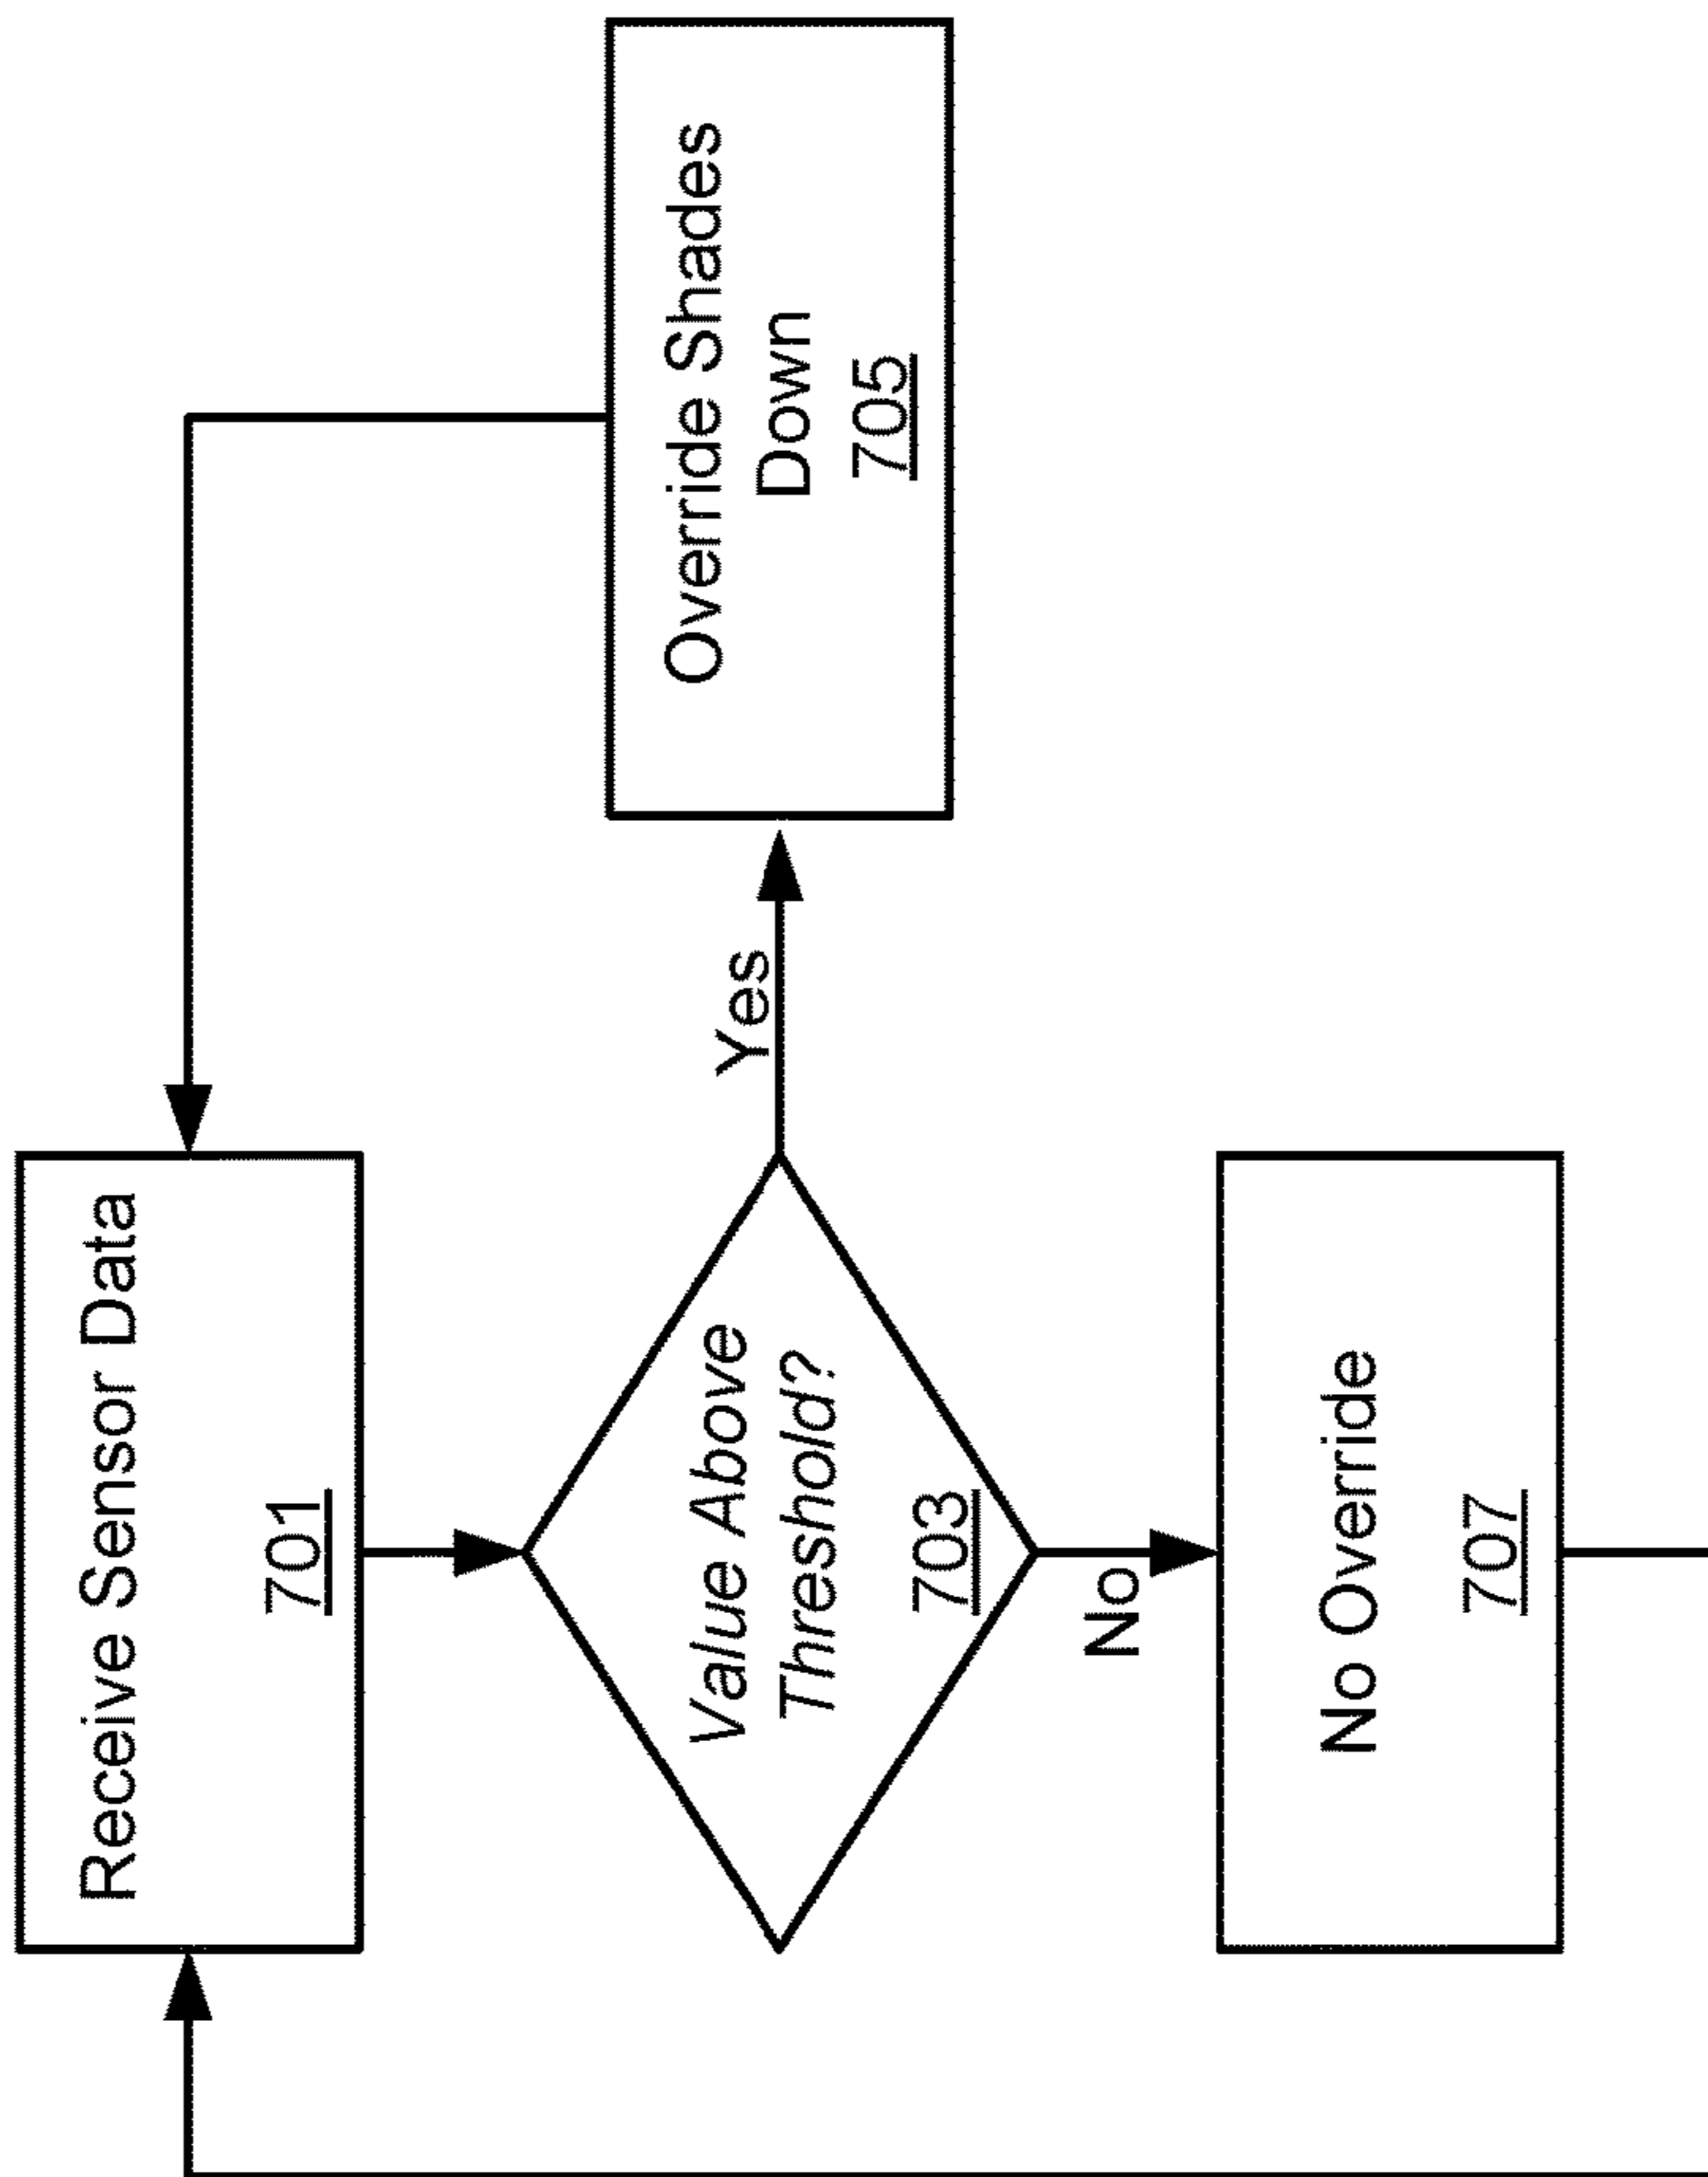 Receive Sensor Data
701
Value Above
Threshold?
703
Yes
Override Shades
Down
705
No
No Override
707